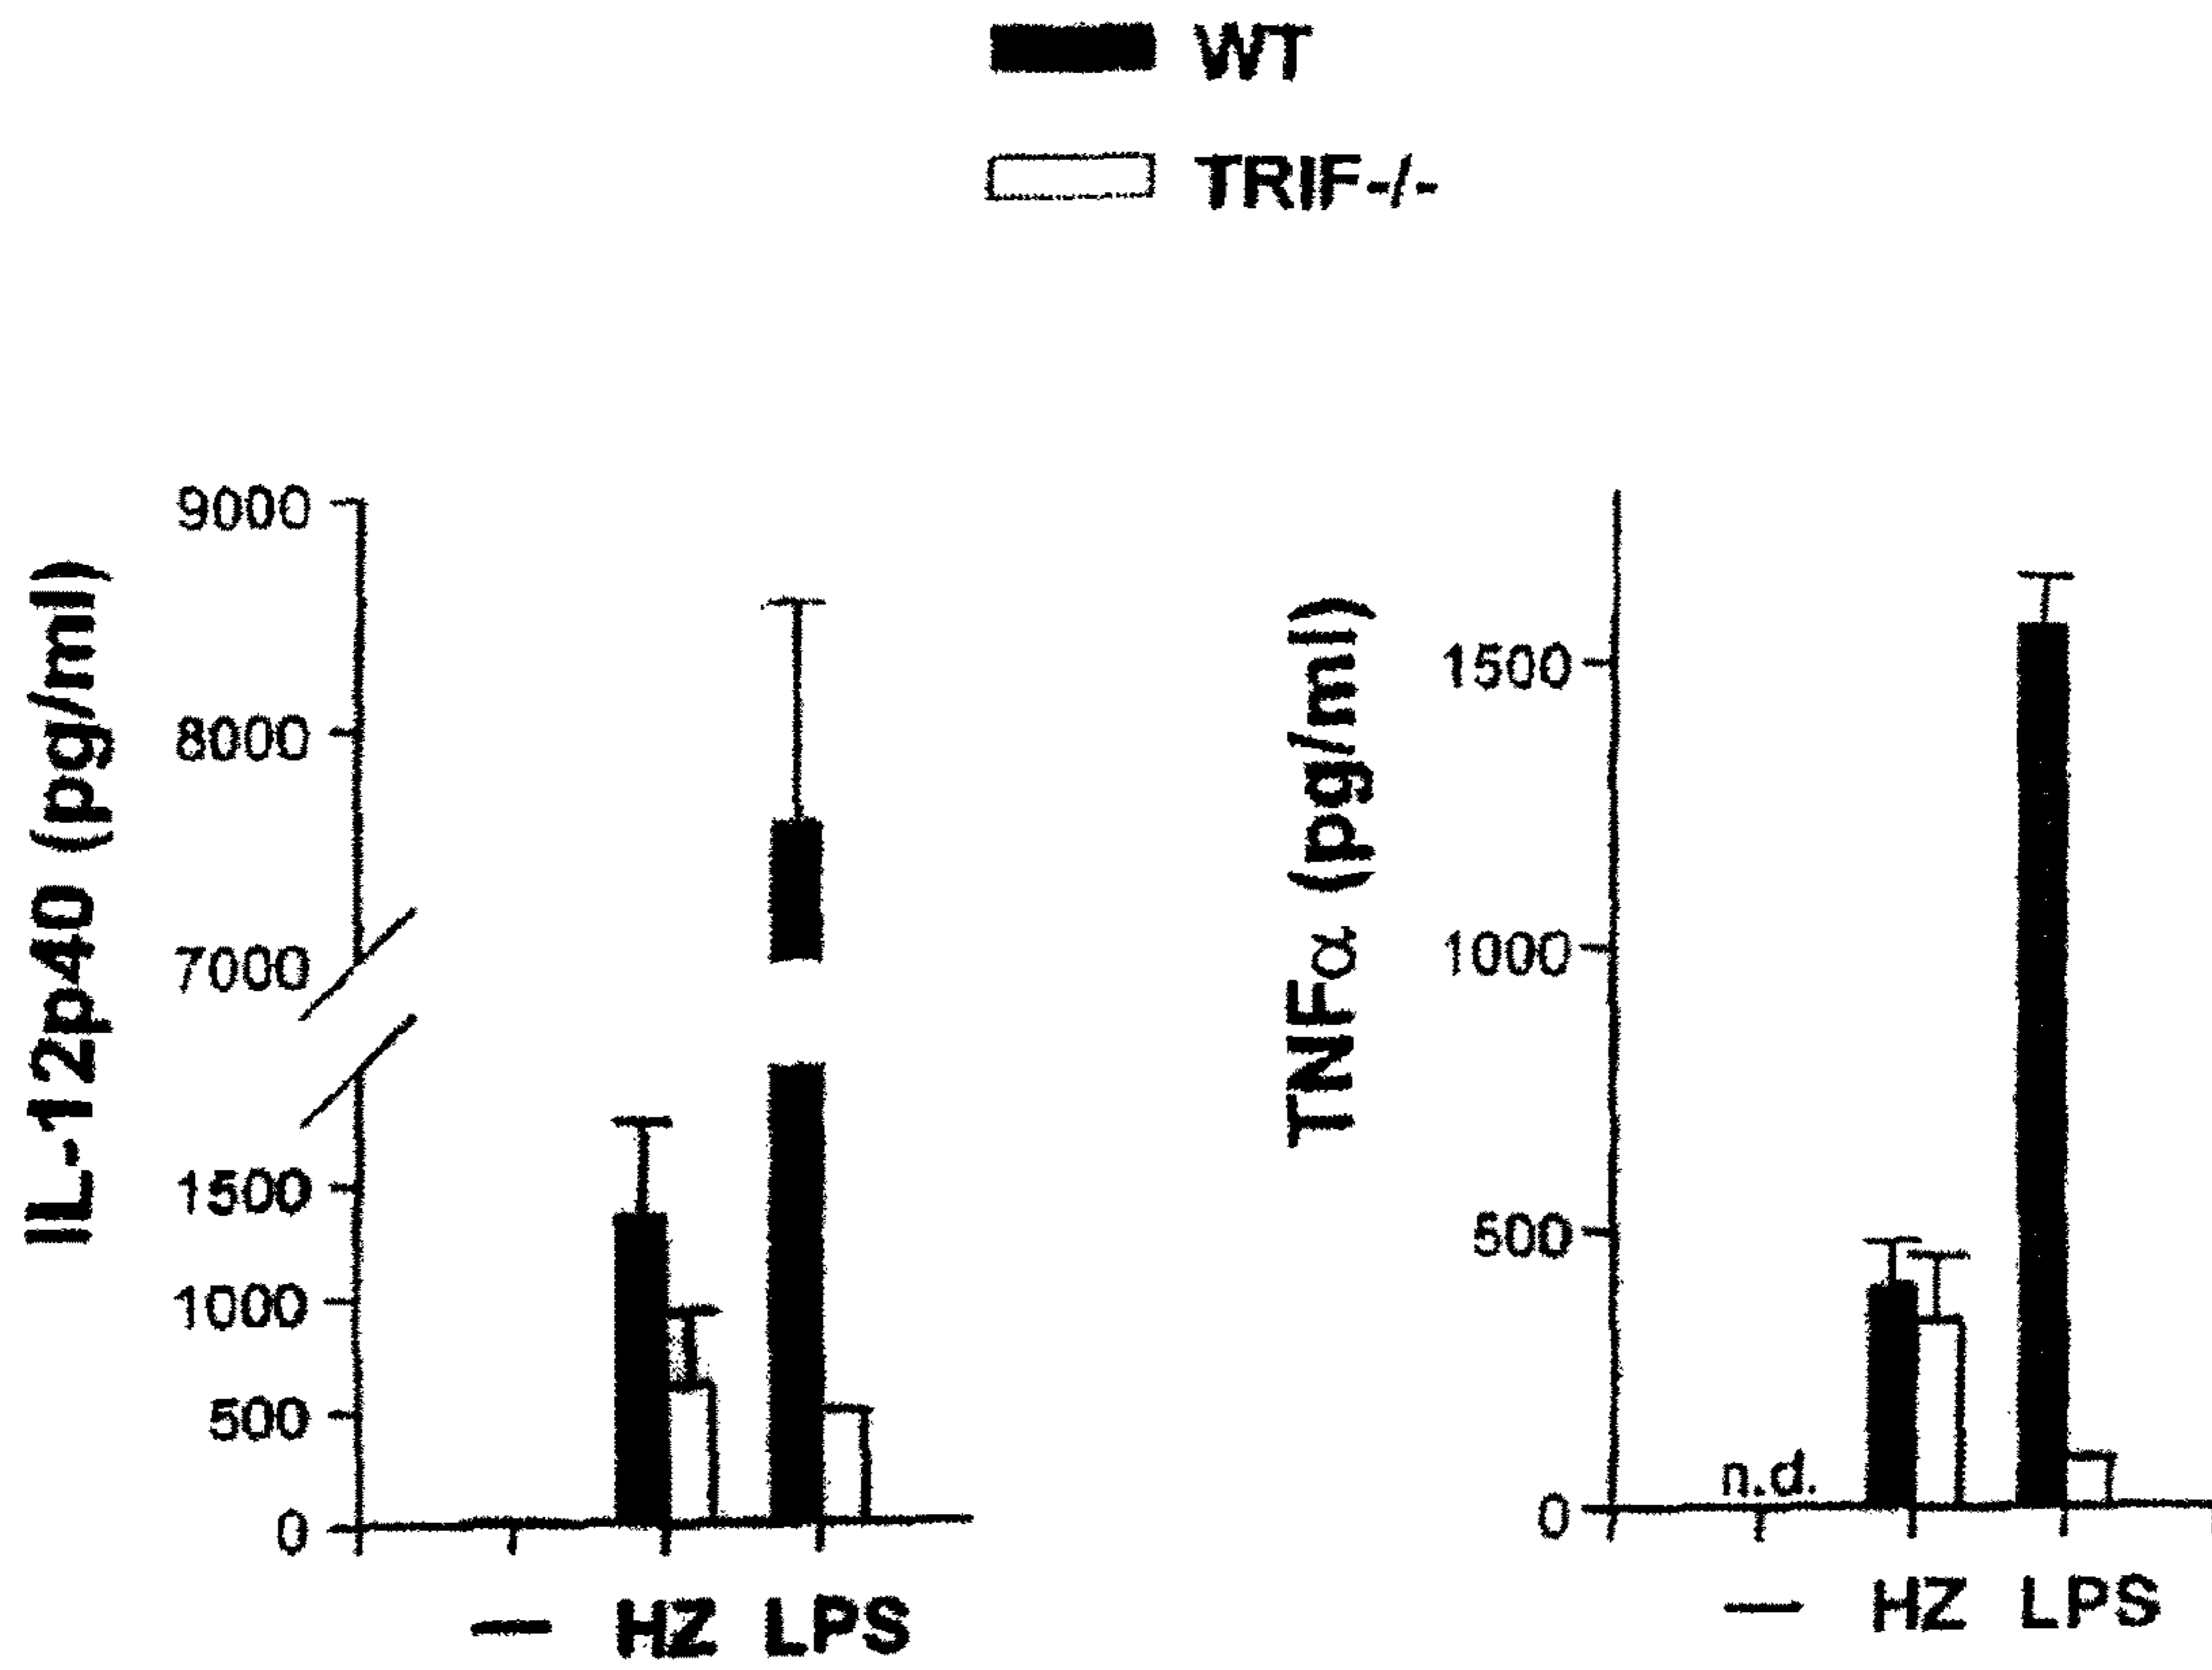 WT
TRIF-/-
IL-12p40 (pg/ml)
9000
8000
7000
1500
1000
500
0
— HZ LPS
TNFα (pg/ml)
1500
1000
500
0
n.d.
— HZ LPS